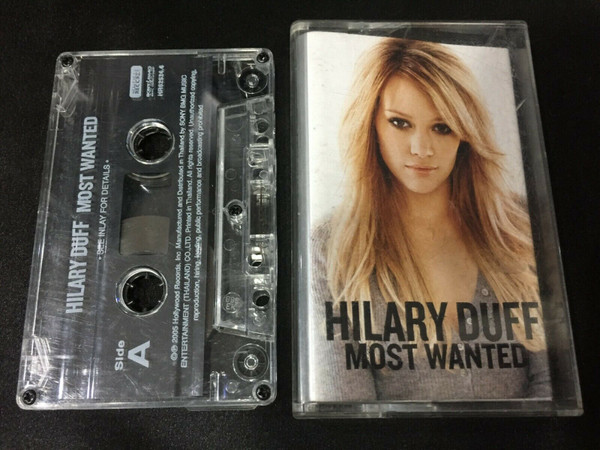 HILARY DUFF MOST WANTED
• SEE INLAY FOR DETAILS •
Side
A
℗© 2005 Hollywood Records, Inc. Manufactured and Distributed in Thailand by SONY BMG MUSIC
ENTERTAINMENT (THAILAND) CO.,LTD. Printed in Thailand. All rights reserved. Unauthorized copying,
reproduction, hiring, lending, public performance and broadcasting prohibited
HILARY DUFF
MOST WANTED